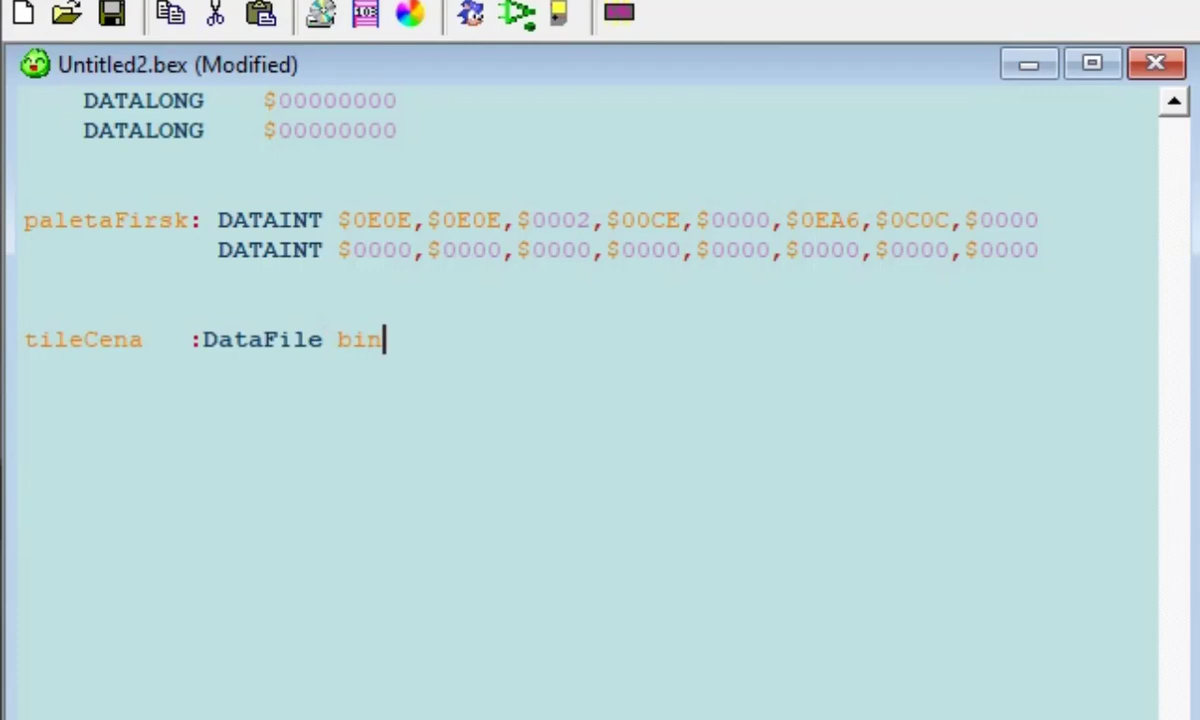 103
Untitled2.bex (Modified)
DATALONG $00000000
DATALONG $00000000
paletaFirsk: DATAINT $0E0E,$0E0E,$0002,$00CE,$0000,$0EA6,$0C0C,$0000
DATAINT $0000,$0000,$0000,$0000,$0000,$0000,$0000,$0000
tileCena :DataFile bin